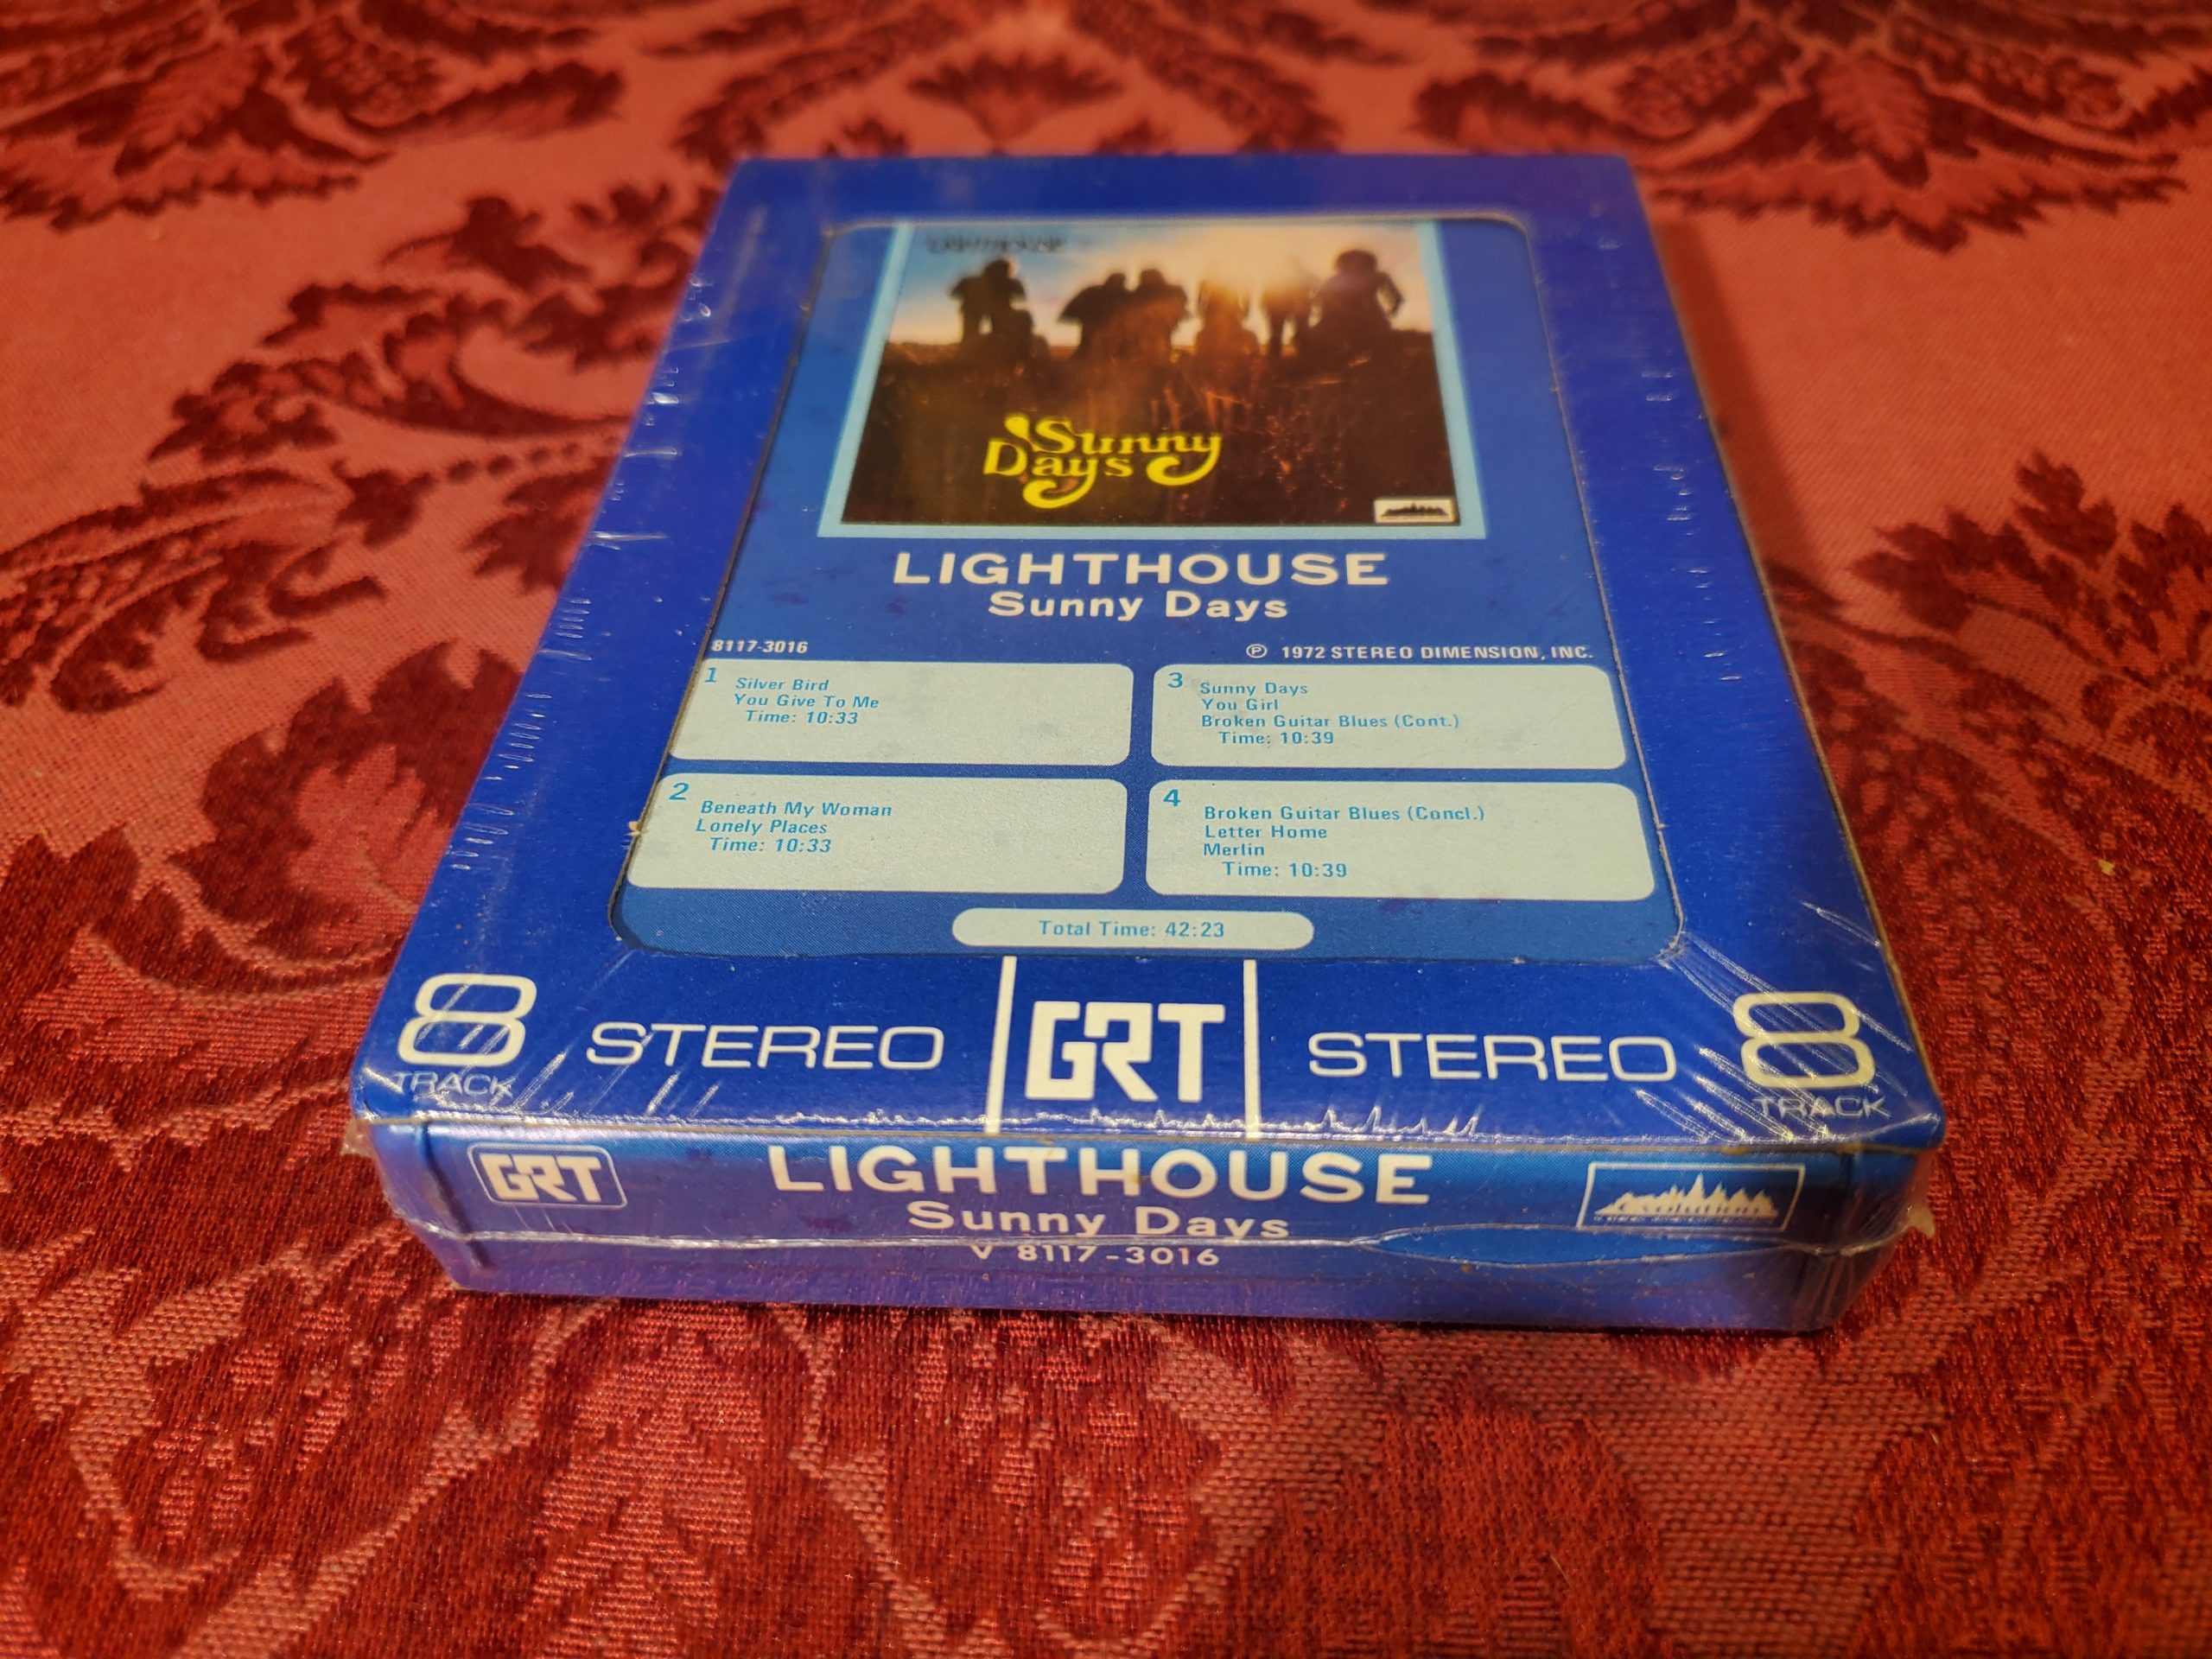 LIGHTHOUSE
Sunny
Days
LIGHTHOUSE
Sunny Days
8117-3016
℗ 1972 STEREO DIMENSION, INC.
1
Silver Bird
You Give To Me
Time: 10:33
2
Beneath My Woman
Lonely Places
Time: 10:33
3
Sunny Days
You Girl
Broken Guitar Blues (Cont.)
Time: 10:39
4
Broken Guitar Blues (Concl.)
Letter Home
Merlin
Time: 10:39
Total Time: 42:23
8
TRACK
STEREO
GRT
STEREO
8
TRACK
GRT
LIGHTHOUSE
Sunny Days
V 8117-3016
evolution